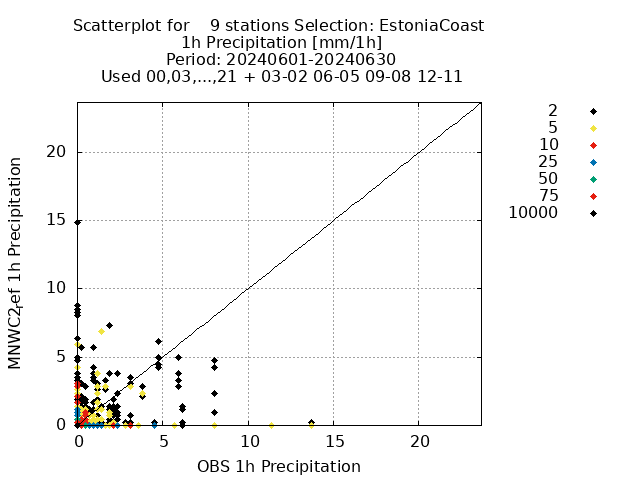 Scatterplot for    9 stations Selection: EstoniaCoast
1h Precipitation [mm/1h]
Period: 20240601-20240630
Used 00,03,...,21 + 03-02 06-05 09-08 12-11
2
5
10
25
50
75
10000
MNWC2,ef 1h Precipitation
20
15
10
5
0
0 5 10 15 20
OBS 1h Precipitation